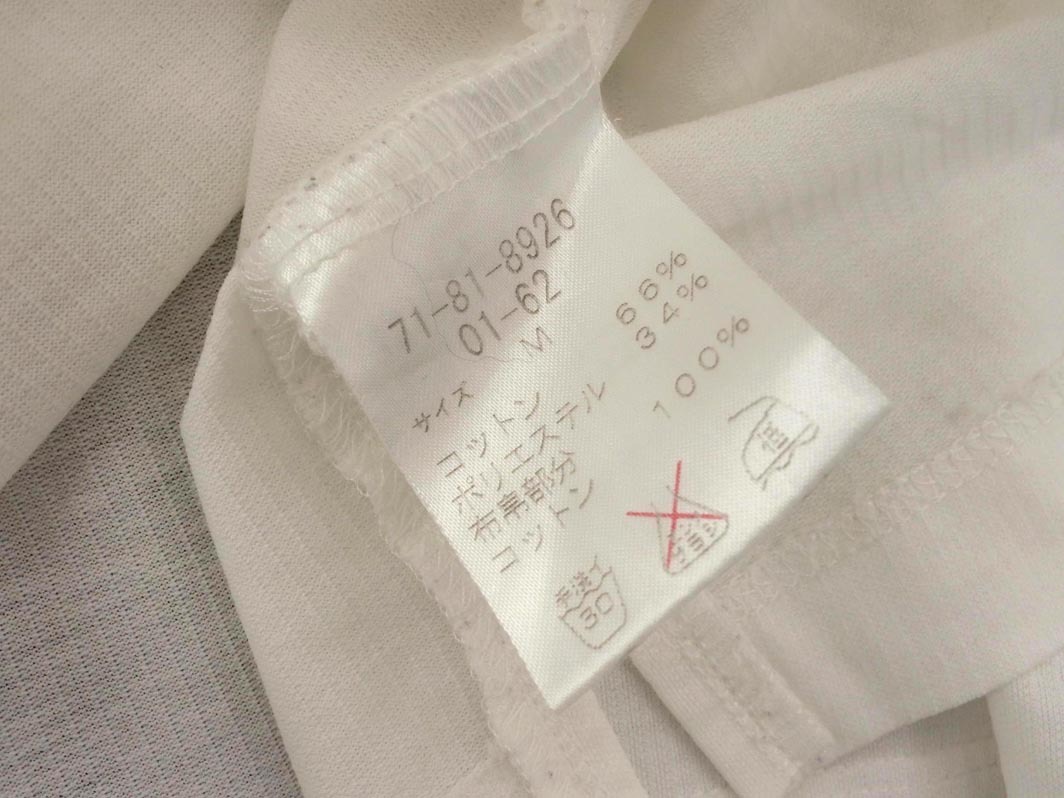 71-81-8926
01-62
サイズ M
コットン 66%
ポリエステル 34%
布帛部分
コットン 100%
手洗イ
30
低